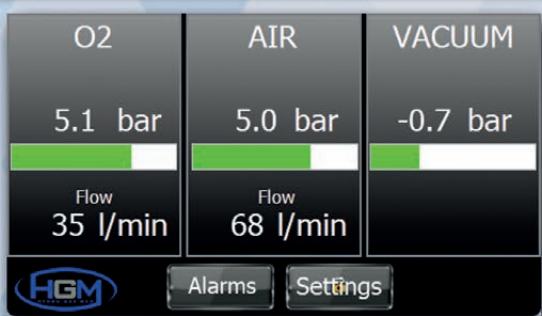 O2
5.1 bar
Flow
35 l/min
AIR
5.0 bar
Flow
68 l/min
VACUUM
-0.7 bar
HGM
Alarms
Settings